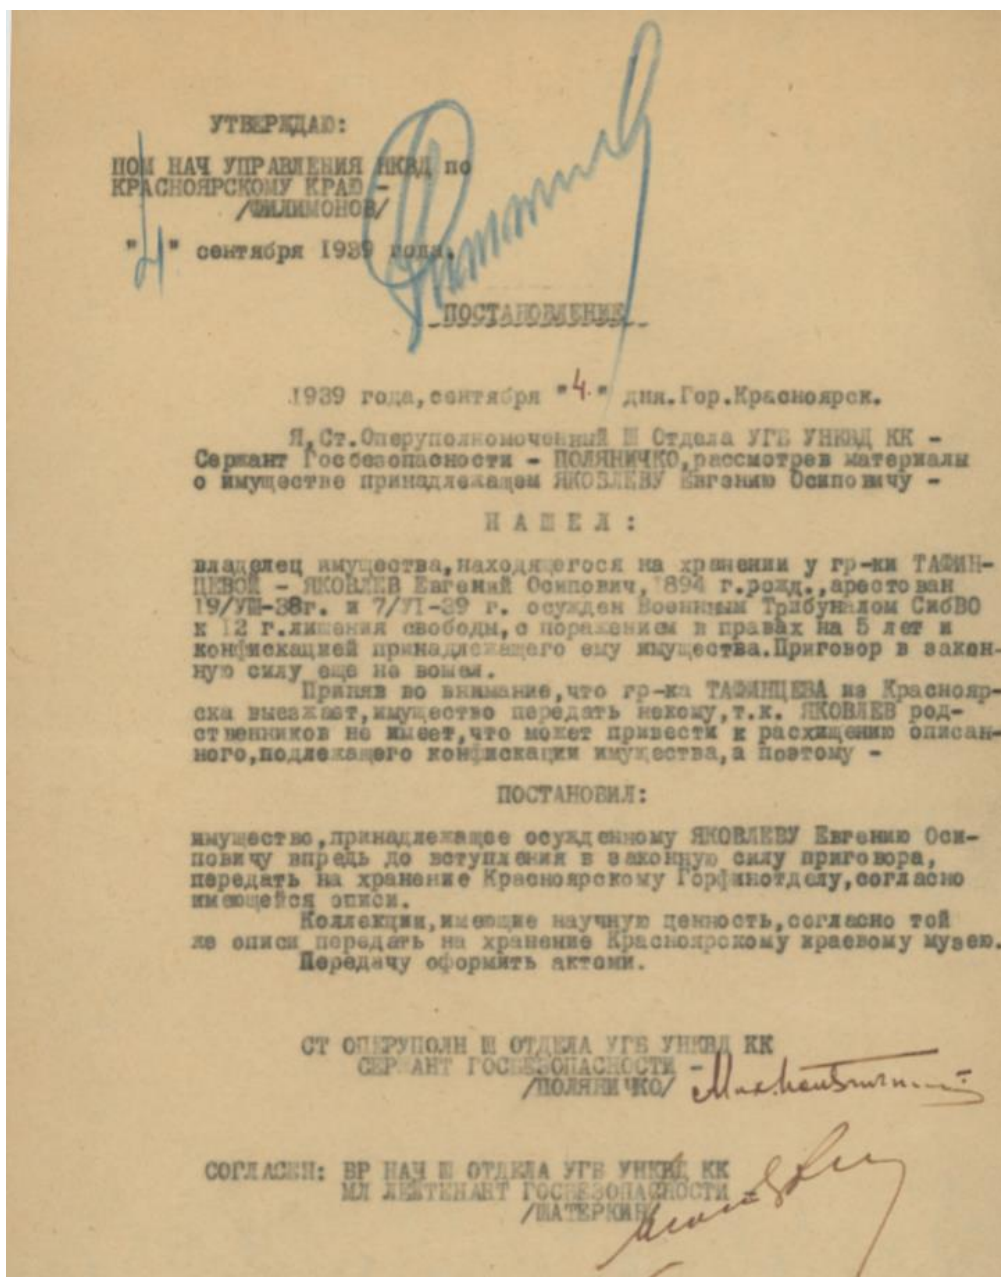 УТВЕРЖДАЮ:
ПОМ НАЧ УПРАВЛЕНИЯ НКВД по
КРАСНОЯРСКОМУ КРАЮ -
/ФИЛИМОНОВ/
"4" сентября 1939 года.
ПОСТАНОВЛЕНИЕ
1939 года,сентября "4." дня.Гор.Красноярск.
Я,Ст.Оперуполномоченный Ш Отдела УГБ УНКВД КК -
Сержант Госбезопасности - ПОЛЯНИЧКО,рассмотрев материалы
о имуществе принадлежащем ЯКОВЛЕВУ Евгению Осиповичу -
НАШЕЛ:
владелец имущества,находящегося на хранении у гр-ки ТАФИН-
ЦЕВОЙ - ЯКОВЛЕВ Евгений Осипович,1894 г.рожд.,арестован
19/УШ-38г. и 7/УІ-39 г. осужден Военным Трибуналом СибВО
к 12 г.лишения свободы,с поражением в правах на 5 лет и
конфискацией принадлежащего ему имущества.Приговор в закон-
ную силу еще не вошел.
Приняв во внимание,что гр-ка ТАФИНЦЕВА из Краснояр-
ска выезжает,имущество передать некому,т.к. ЯКОВЛЕВ род-
ственников не имеет,что может привести к расхищению описан-
ного,подлежащего конфискации имущества,а поэтому -
ПОСТАНОВИЛ:
имущество,принадлежащее осужденному ЯКОВЛЕВУ Евгению Оси-
повичу впредь до вступления в законную силу приговора,
передать на хранение Красноярскому Горфинотделу,согласно
имеющейся описи.
Коллекции,имеющие научную ценность,согласно той
же описи передать на хранение Красноярскому краевому музею.
Передачу оформить актами.
СТ ОПЕРУПОЛН Ш ОТДЕЛА УГБ УНКВД КК
СЕРЖАНТ ГОСБЕЗОПАСНОСТИ -
/ПОЛЯНИЧКО/
СОГЛАСЕН: ВР НАЧ Ш ОТДЕЛА УГБ УНКВД КК
МЛ ЛЕЙТЕНАНТ ГОСБЕЗОПАСНОСТИ -
/ШАТЕРКИН/